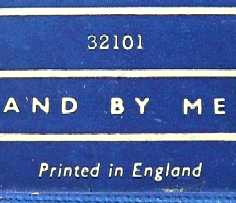 32101
AND BY ME
Printed in England